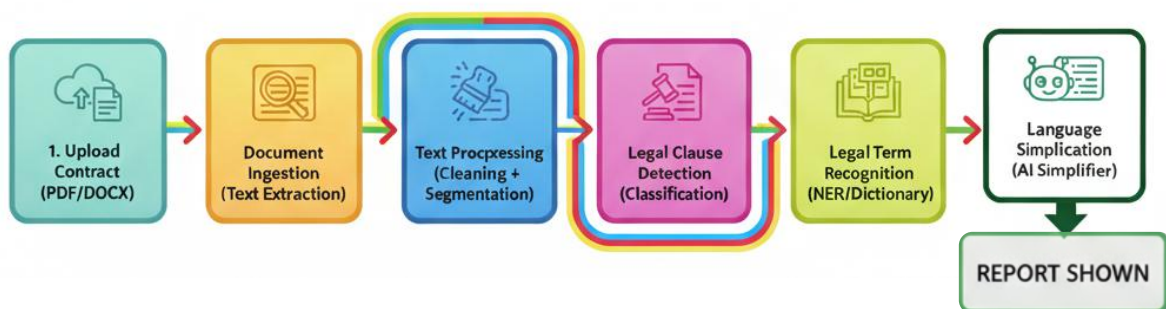 1. Upload
Contract
(PDF/DOCX)
Document
Ingestion
(Text Extraction)
Text Procpxessing
(Cleaning +
Segmentation)
Legal Clause
Detection
(Classification)
Legal Term
Recognition
(NER/Dictionary)
Language
Simplication
(AI Simplifier)
REPORT SHOWN